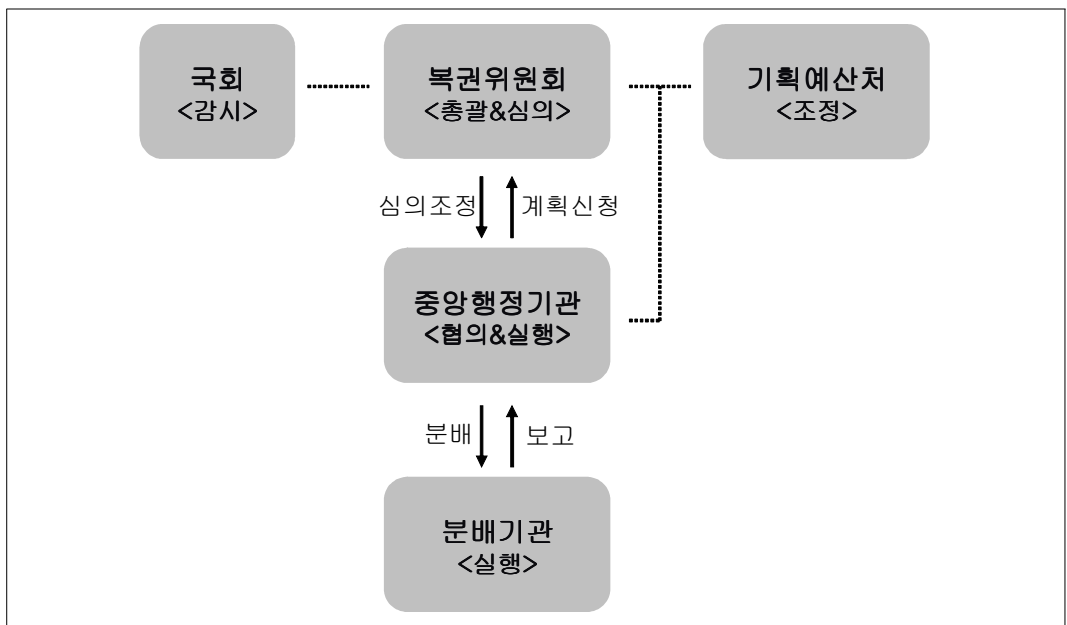 국회
<감시>
복권위원회
<총괄&심의>
기획예산처
<조정>
심의조정
계획신청
중앙행정기관
<협의&실행>
분배
보고
분배기관
<실행>